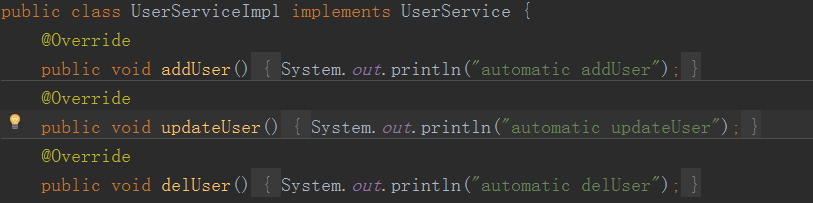 public class UserServiceImpl implements UserService {
@Override
public void addUser() { System.out.println("automatic addUser"); }
@Override
public void updateUser() { System.out.println("automatic updateUser"); }
@Override
public void delUser() { System.out.println("automatic delUser"); }